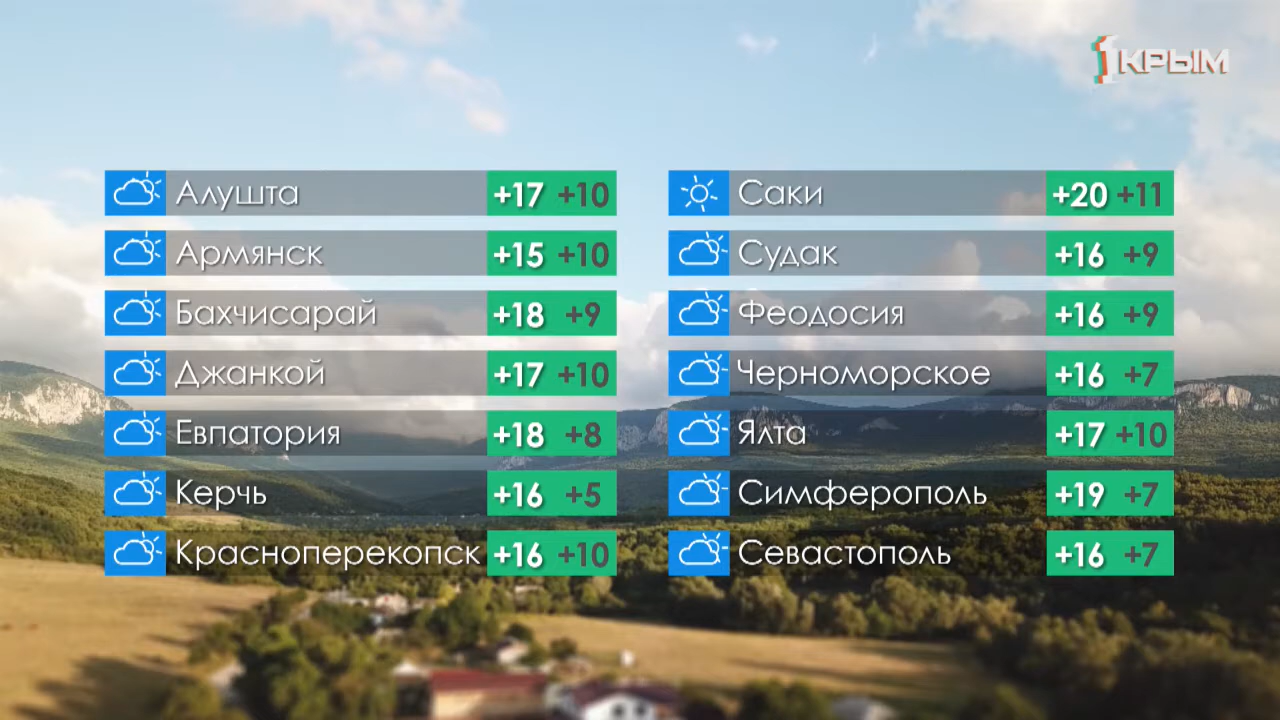 1КРЫМ
Алушта +17 +10
Армянск +15 +10
Бахчисарай +18 +9
Джанкой +17 +10
Евпатория +18 +8
Керчь +16 +5
Красноперекопск +16 +10
Саки +20 +11
Судак +16 +9
Феодосия +16 +9
Черноморское +16 +7
Ялта +17 +10
Симферополь +19 +7
Севастополь +16 +7